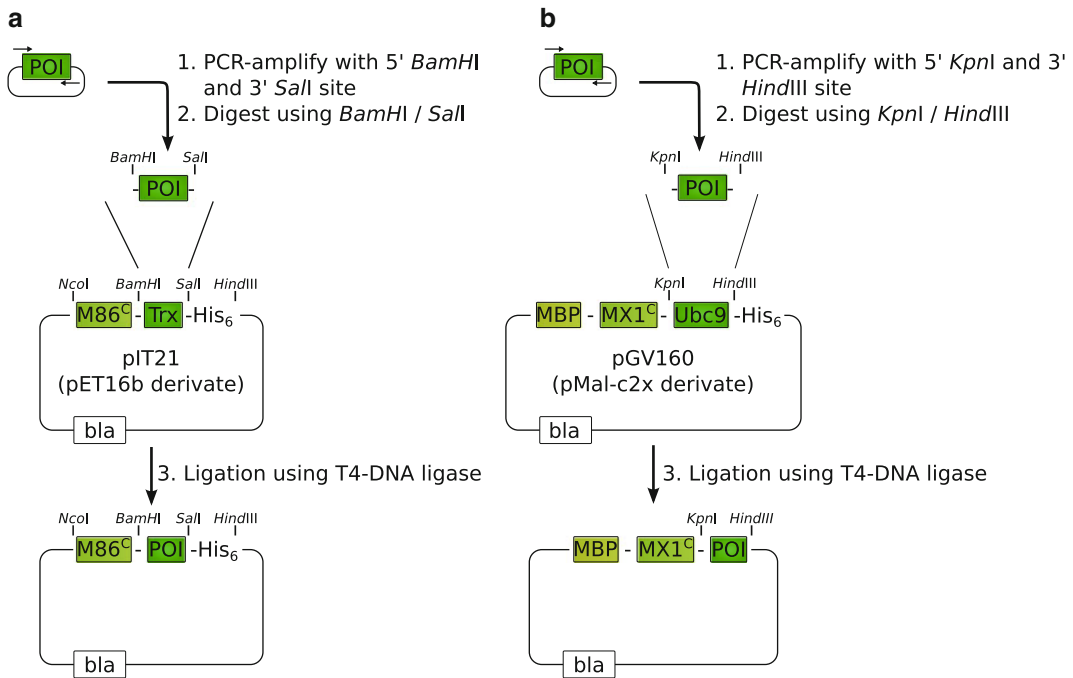 a
POI
1. PCR-amplify with 5' BamHI
and 3' SalI site
2. Digest using BamHI / SalI
BamHI SalI
POI
NcoI BamHI SalI HindIII
M86C - Trx -His6
pIT21
(pET16b derivate)
bla
3. Ligation using T4-DNA ligase
NcoI BamHI SalI HindIII
M86C - POI -His6
bla
b
POI
1. PCR-amplify with 5' KpnI and 3'
HindIII site
2. Digest using KpnI / HindIII
KpnI HindIII
POI
KpnI HindIII
MBP - MX1C - Ubc9 -His6
pGV160
(pMal-c2x derivate)
bla
3. Ligation using T4-DNA ligase
KpnI HindIII
MBP - MX1C - POI
bla